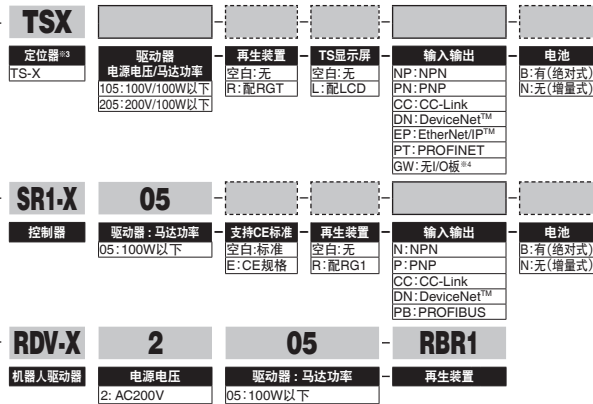 TSX
定位器※3 驱动器 电源电压/马达功率 - 再生装置 - TS显示屏 - 输入输出 - 电池
TS-X 105:100V/100W以下 空白:无 空白:无 NP:NPN B:有(绝对式)
205:200V/100W以下 R:配RGT L:配LCD PN:PNP N:无(增量式)
CC:CC-Link
DN:DeviceNet™
EP:EtherNet/IP™
PT:PROFINET
GW:无I/O板※4
SR1-X 05
控制器 驱动器:马达功率 - 支持CE标准 - 再生装置 - 输入输出 - 电池
05:100W以下 空白:标准 空白:无 N:NPN B:有(绝对式)
E:CE规格 R:配RG1 P:PNP N:无(增量式)
CC:CC-Link
DN:DeviceNet™
PB:PROFIBUS
RDV-X 2 05 - RBR1
机器人驱动器 电源电压 驱动器:马达功率 - 再生装置
2: AC200V 05:100W以下